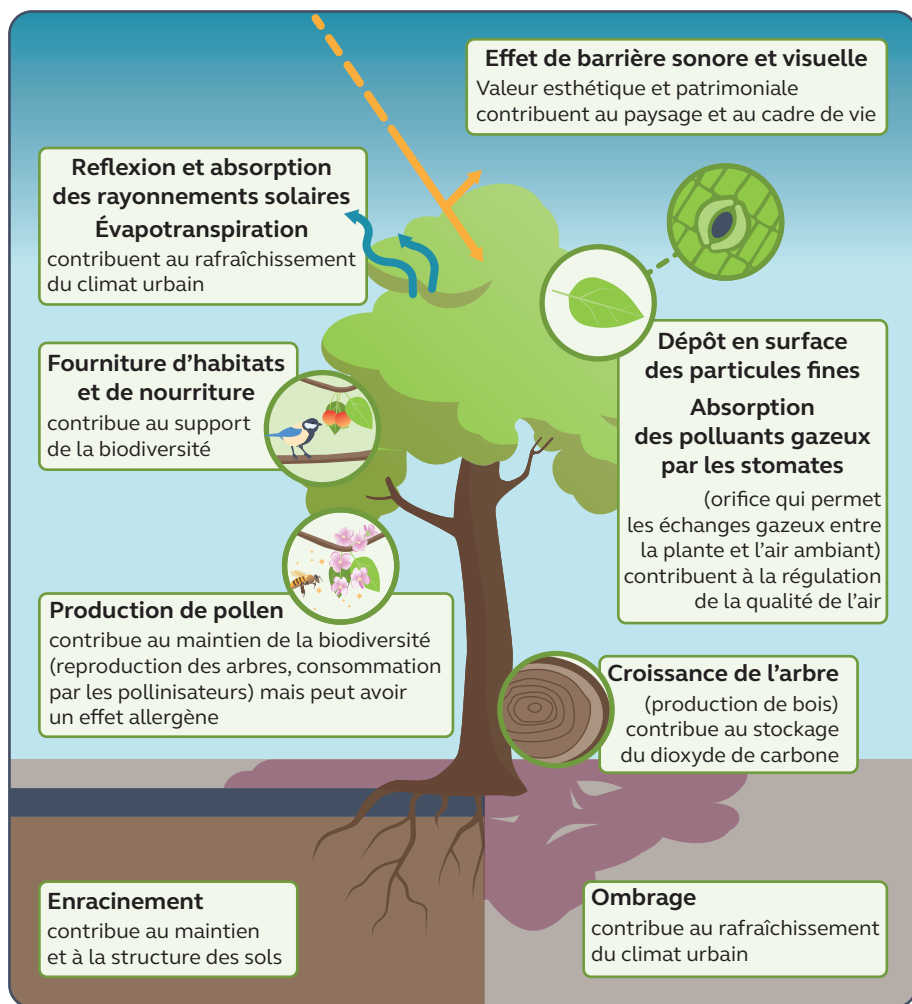 Effet de barrière sonore et visuelle
Valeur esthétique et patrimoniale
contribuent au paysage et au cadre de vie
Reflexion et absorption
des rayonnements solaires
Évapotranspiration
contribuent au rafraîchissement
du climat urbain
Fourniture d’habitats
et de nourriture
contribue au support
de la biodiversité
Dépôt en surface
des particules fines
Absorption
des polluants gazeux
par les stomates
(orifice qui permet
les échanges gazeux entre
la plante et l’air ambiant)
contribuent à la régulation
de la qualité de l’air
Production de pollen
contribue au maintien de la biodiversité
(reproduction des arbres, consommation
par les pollinisateurs) mais peut avoir
un effet allergène
Croissance de l’arbre
(production de bois)
contribue au stockage
du dioxyde de carbone
Enracinement
contribue au maintien
et à la structure des sols
Ombrage
contribue au rafraîchissement
du climat urbain